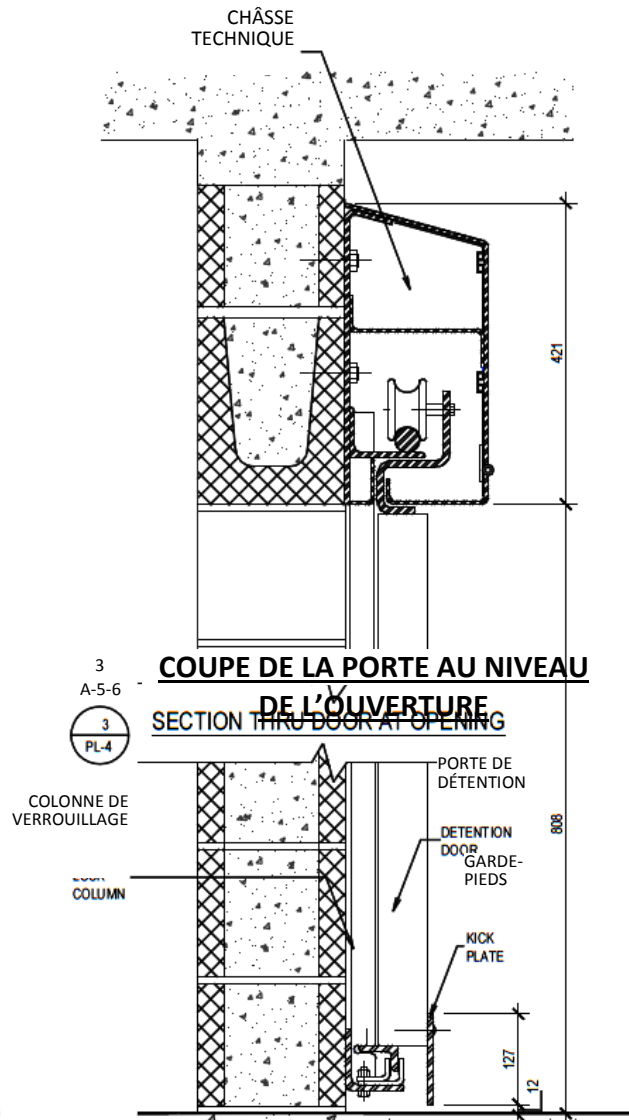 CHÂSSE
TECHNIQUE
421
3
A-5-6
COUPE DE LA PORTE AU NIVEAU
DE L’OUVERTURE
3
PL-4
SECTION THRU DOOR AT OPENING
PORTE DE
DÉTENTION
COLONNE DE
VERROUILLAGE
808
DETENTION
DOOR
GARDE-
PIEDS
COLUMN
KICK
PLATE
127
12